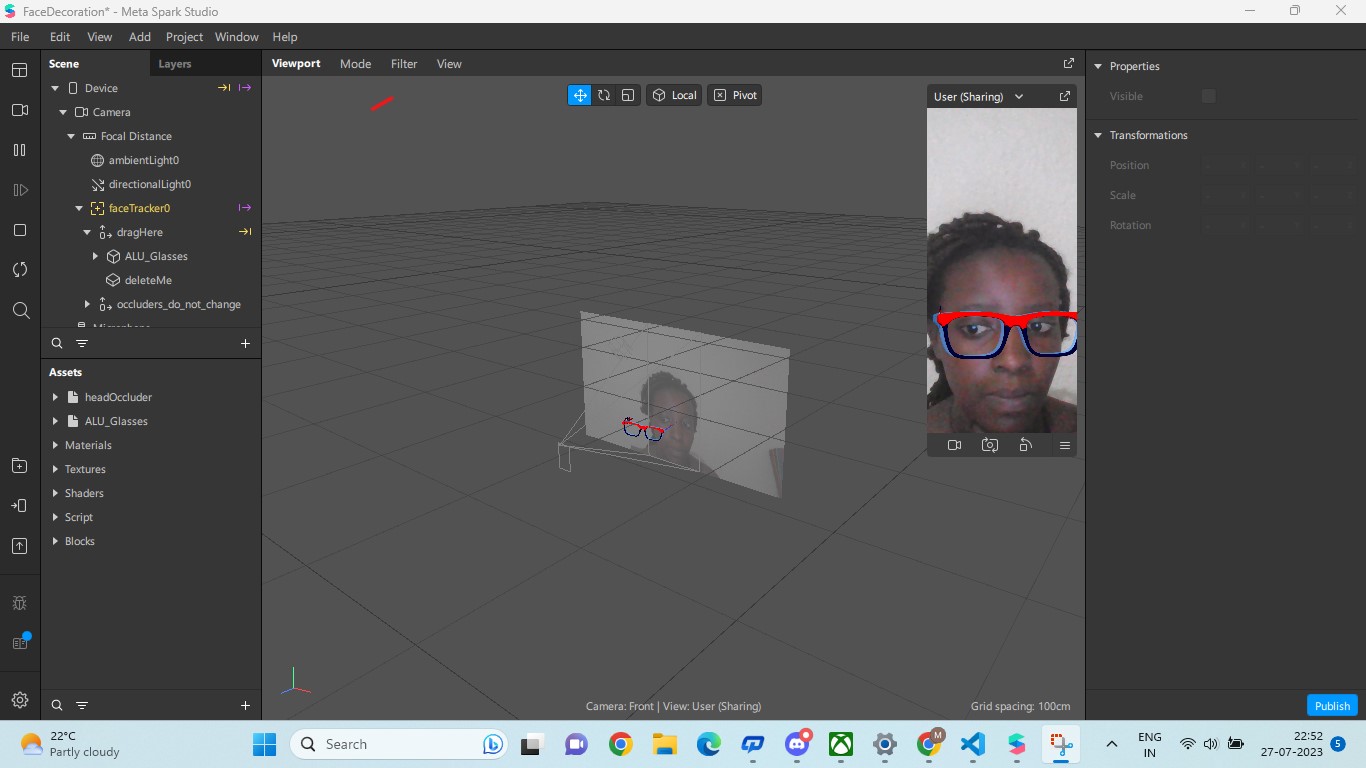 FaceDecoration* - Meta Spark Studio
File Edit View Add Project Window Help
Scene Layers
Viewport Mode Filter View
Properties
Device
Local Pivot
User (Sharing)
Visible
Camera
Focal Distance
Transformations
ambientLight0
Position
directionalLight0
Scale
faceTracker0
Rotation
dragHere
ALU_Glasses
deleteMe
occluders_do_not_change
Microphone
Assets
headOccluder
ALU_Glasses
Materials
Textures
Shaders
Script
Blocks
Camera: Front | View: User (Sharing)
Grid spacing: 100cm
Publish
22°C
Partly cloudy
Search
M
ENG
IN
22:52
27-07-2023
5